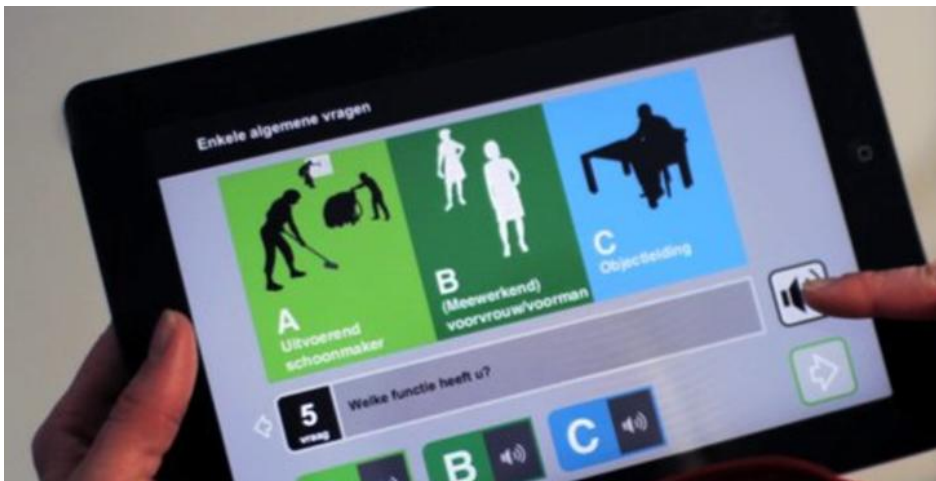 Enkele algemene vragen
A
Uitvoerend
schoonmaker
B
(Meewerkend)
voorvrouw/voorman
C
Objectleiding
5
vraag
Welke functie heeft u?
B
C